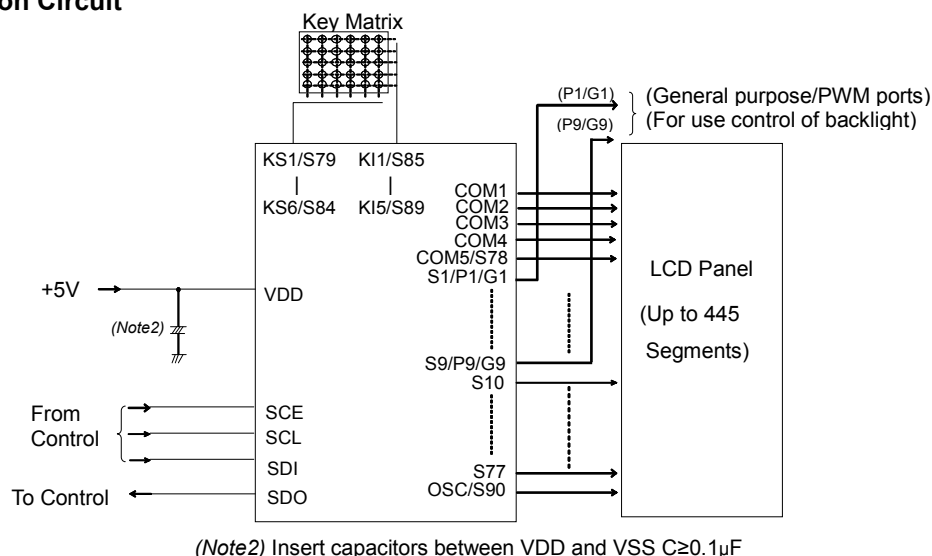 on Circuit
Key Matrix
(P1/G1)
(General purpose/PWM ports)
(P9/G9)
(For use control of backlight)
KS1/S79 KI1/S85
KS6/S84 KI5/S89
COM1
COM2
COM3
COM4
COM5/S78
S1/P1/G1
LCD Panel
(Up to 445
Segments)
+5V
VDD
(Note2)
S9/P9/G9
S10
From
Control
SCE
SCL
SDI
To Control
SDO
S77
OSC/S90
(Note2) Insert capacitors between VDD and VSS C≥0.1μF